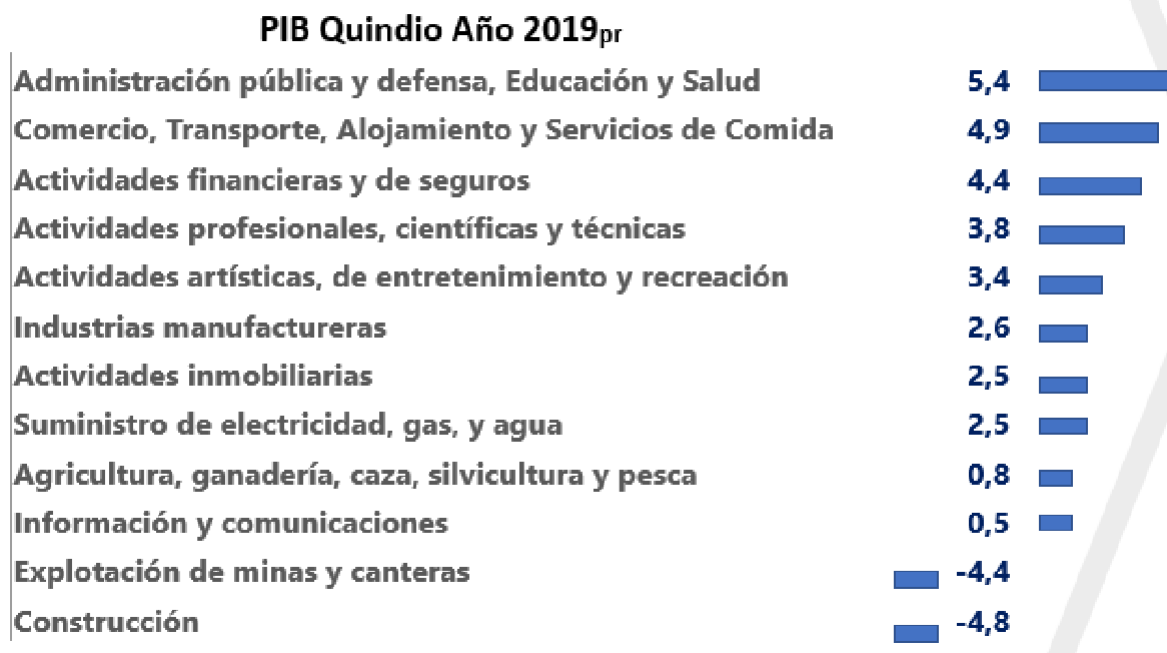 PIB Quindio Año 2019pr
Administración pública y defensa, Educación y Salud 5,4
Comercio, Transporte, Alojamiento y Servicios de Comida 4,9
Actividades financieras y de seguros 4,4
Actividades profesionales, científicas y técnicas 3,8
Actividades artísticas, de entretenimiento y recreación 3,4
Industrias manufactureras 2,6
Actividades inmobiliarias 2,5
Suministro de electricidad, gas, y agua 2,5
Agricultura, ganadería, caza, silvicultura y pesca 0,8
Información y comunicaciones 0,5
Explotación de minas y canteras -4,4
Construcción -4,8